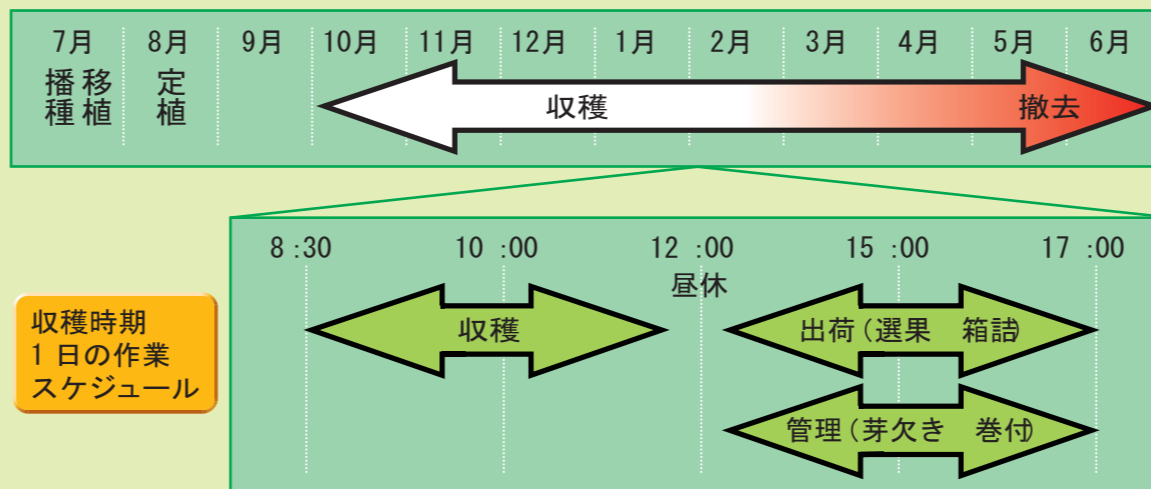 7月 8月 9月 10月 11月 12月 1月 2月 3月 4月 5月 6月
播種 移植 定植
収穫 撤去
8:30 10:00 12:00 15:00 17:00
昼休
収穫時期
1日の作業
スケジュール
収穫 出荷(選果 箱詰)
管理(芽欠き 巻付)